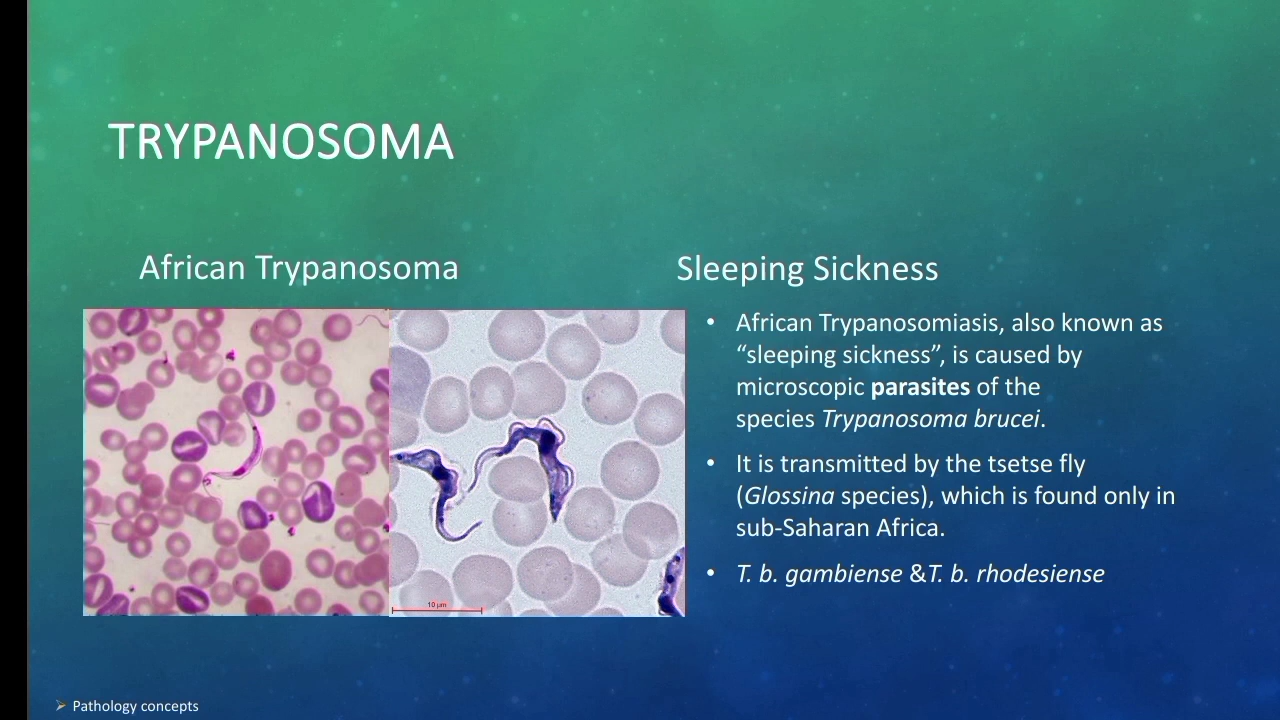 TRYPANOSOMA
African Trypanosoma
Sleeping Sickness
• African Trypanosomiasis, also known as
“sleeping sickness”, is caused by
microscopic parasites of the
species Trypanosoma brucei.
• It is transmitted by the tsetse fly
(Glossina species), which is found only in
sub-Saharan Africa.
• T. b. gambiense &T. b. rhodesiense
10 µm
➢ Pathology concepts